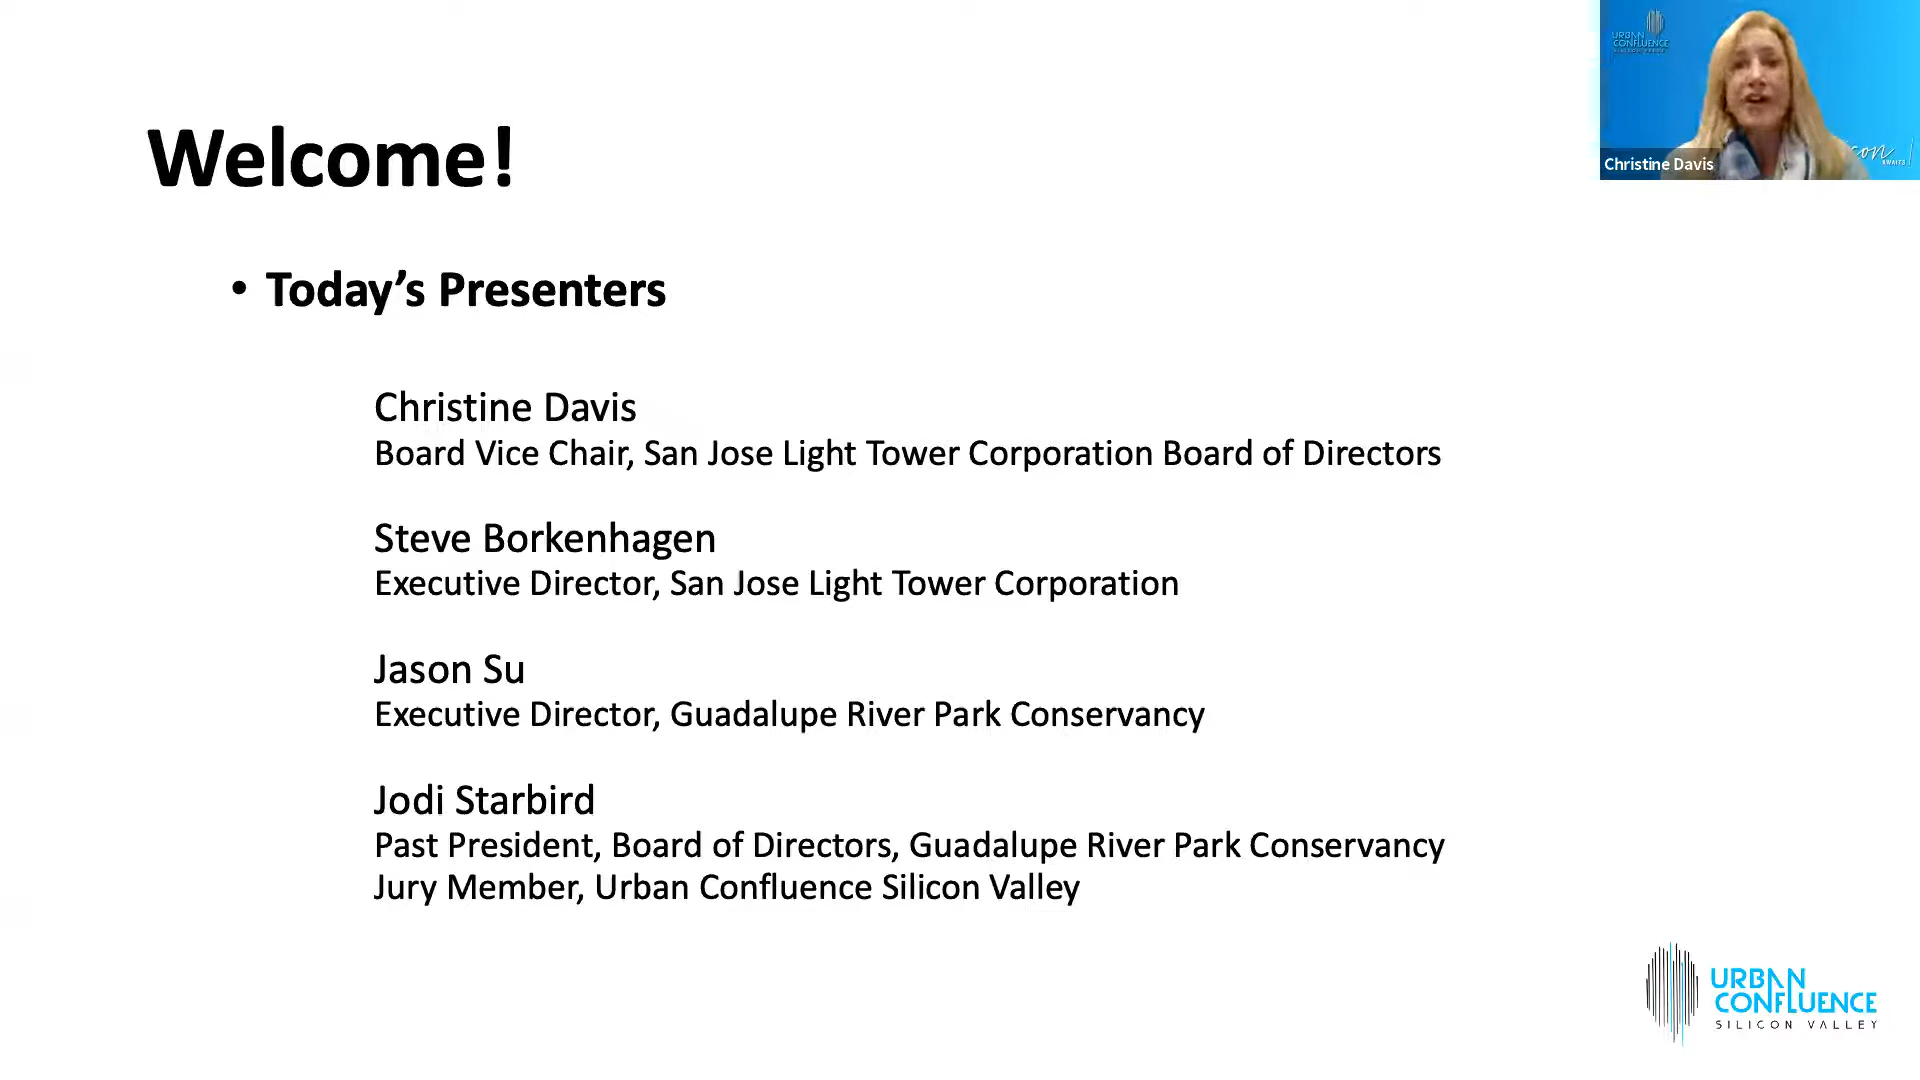 URBAN
CONFLUENCE
Christine Davis
Welcome!
• Today’s Presenters
Christine Davis
Board Vice Chair, San Jose Light Tower Corporation Board of Directors
Steve Borkenhagen
Executive Director, San Jose Light Tower Corporation
Jason Su
Executive Director, Guadalupe River Park Conservancy
Jodi Starbird
Past President, Board of Directors, Guadalupe River Park Conservancy
Jury Member, Urban Confluence Silicon Valley
URBAN
CONFLUENCE
SILICON VALLEY